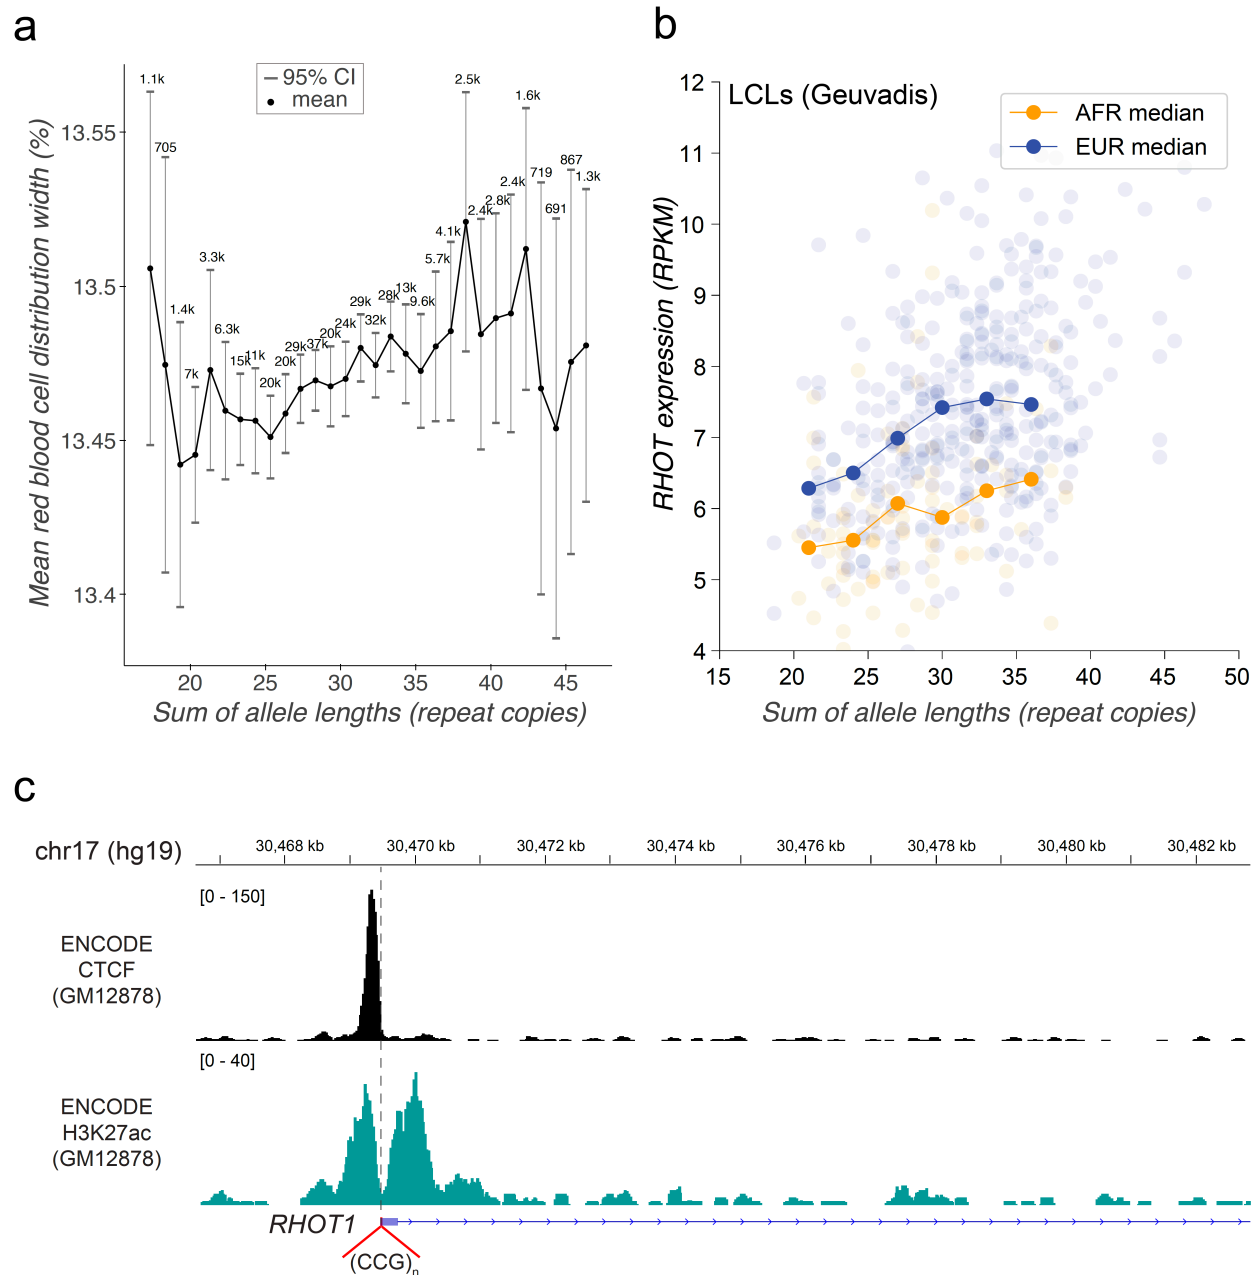 a
1.1k
705
1.4k
7k
3.3k
6.3k
15k
11k
20k
20k
29k
37k
20k
24k
29k
32k
28k
13k
9.6k
5.7k
4.1k
2.5k
2.4k
2.8k
2.4k
1.6k
719
691
867
1.3k
95% CI
mean
13.55
13.5
13.45
13.4
Mean red blood cell distribution width (%)
20 25 30 35 40 45
Sum of allele lengths (repeat copies)
b
LCLs (Geuvadis)
AFR median
EUR median
12
11
10
9
8
7
6
5
4
RHOT expression (RPKM)
15 20 25 30 35 40 45 50
Sum of allele lengths (repeat copies)
c
chr17 (hg19)
30,468 kb 30,470 kb 30,472 kb 30,474 kb 30,476 kb 30,478 kb 30,480 kb 30,482 kb
[0 - 150]
ENCODE
CTCF
(GM12878)
[0 - 40]
ENCODE
H3K27ac
(GM12878)
RHOT1
(CCG)n